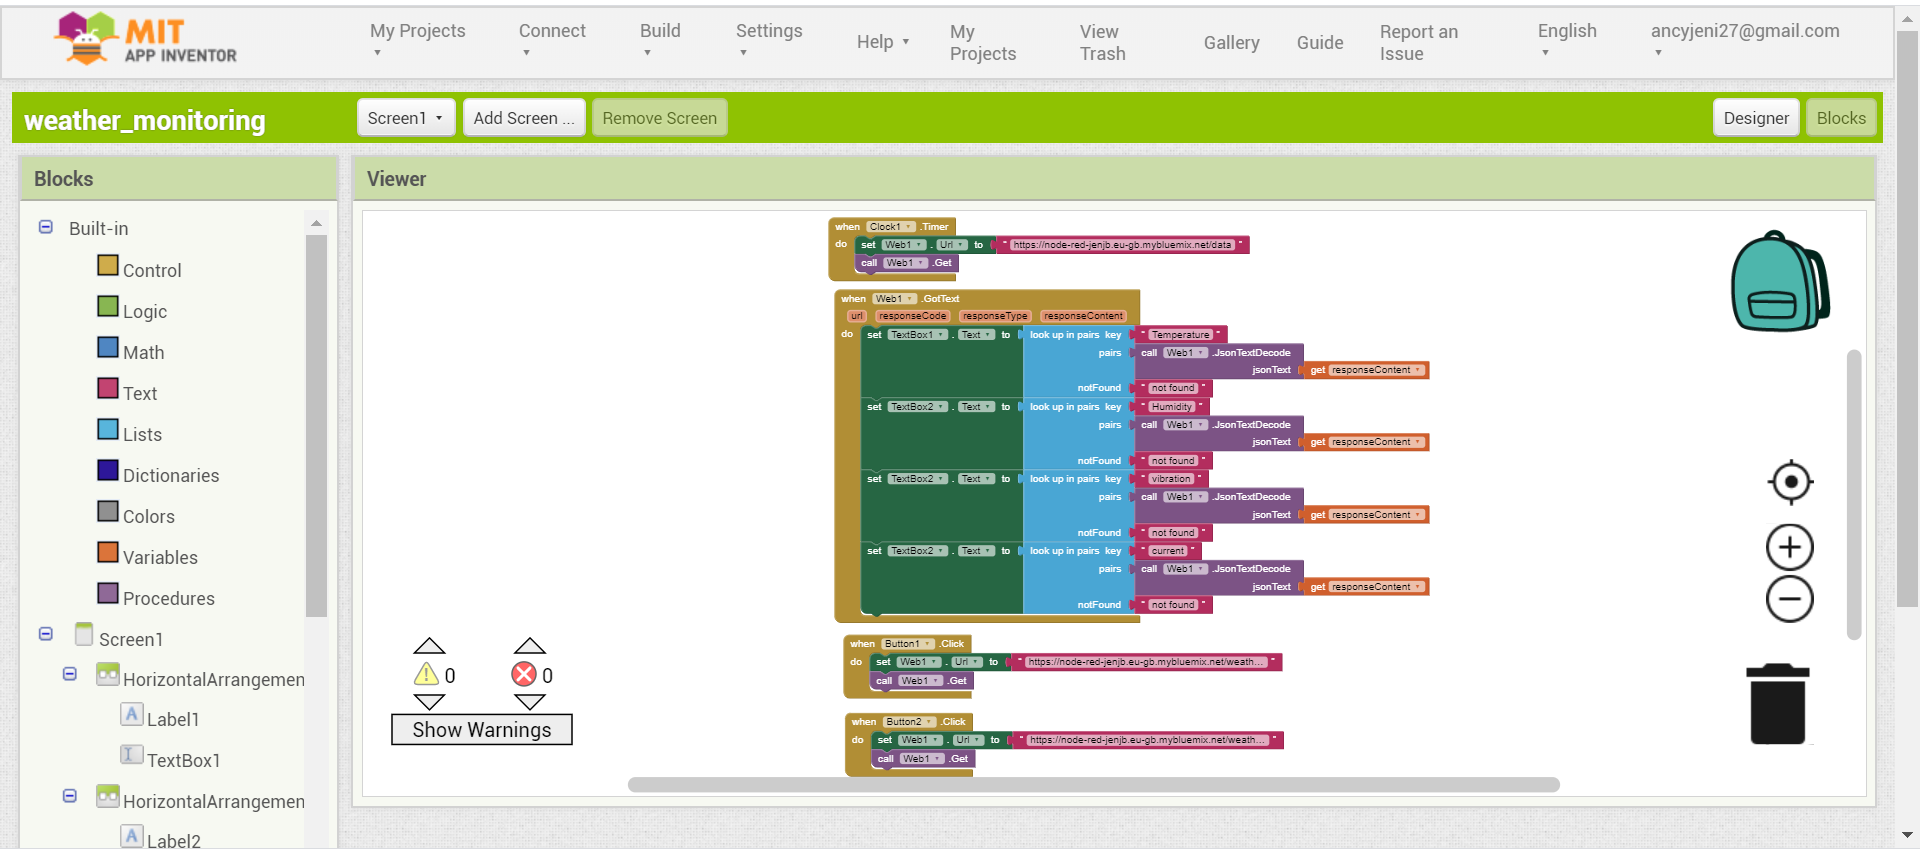 MIT
APP INVENTOR
My Projects
Connect
Build
Settings
Help
My Projects
View Trash
Gallery
Guide
Report an Issue
English
ancyjeni27@gmail.com
weather_monitoring
Screen1
Add Screen ...
Remove Screen
Designer
Blocks
Blocks
Built-in
Control
Logic
Math
Text
Lists
Dictionaries
Colors
Variables
Procedures
Screen1
HorizontalArrangemen
A Label1
TextBox1
HorizontalArrangemen
A Label2
Viewer
when Clock1 .Timer
do set Web1 . Url to " https://node-red-jenjb.eu-gb.mybluemix.net/data "
call Web1 .Get
when Web1 .GotText
url responseCode responseType responseContent
do set TextBox1 . Text to look up in pairs key " Temperature "
pairs call Web1 .JsonTextDecode
jsonText get responseContent
notFound " not found "
set TextBox2 . Text to look up in pairs key " Humidity "
pairs call Web1 .JsonTextDecode
jsonText get responseContent
notFound " not found "
set TextBox2 . Text to look up in pairs key " vibration "
pairs call Web1 .JsonTextDecode
jsonText get responseContent
notFound " not found "
set TextBox2 . Text to look up in pairs key " current "
pairs call Web1 .JsonTextDecode
jsonText get responseContent
notFound " not found "
when Button1 .Click
do set Web1 . Url to " https://node-red-jenjb.eu-gb.mybluemix.net/weath... "
call Web1 .Get
when Button2 .Click
do set Web1 . Url to " https://node-red-jenjb.eu-gb.mybluemix.net/weath... "
call Web1 .Get
0
0
Show Warnings